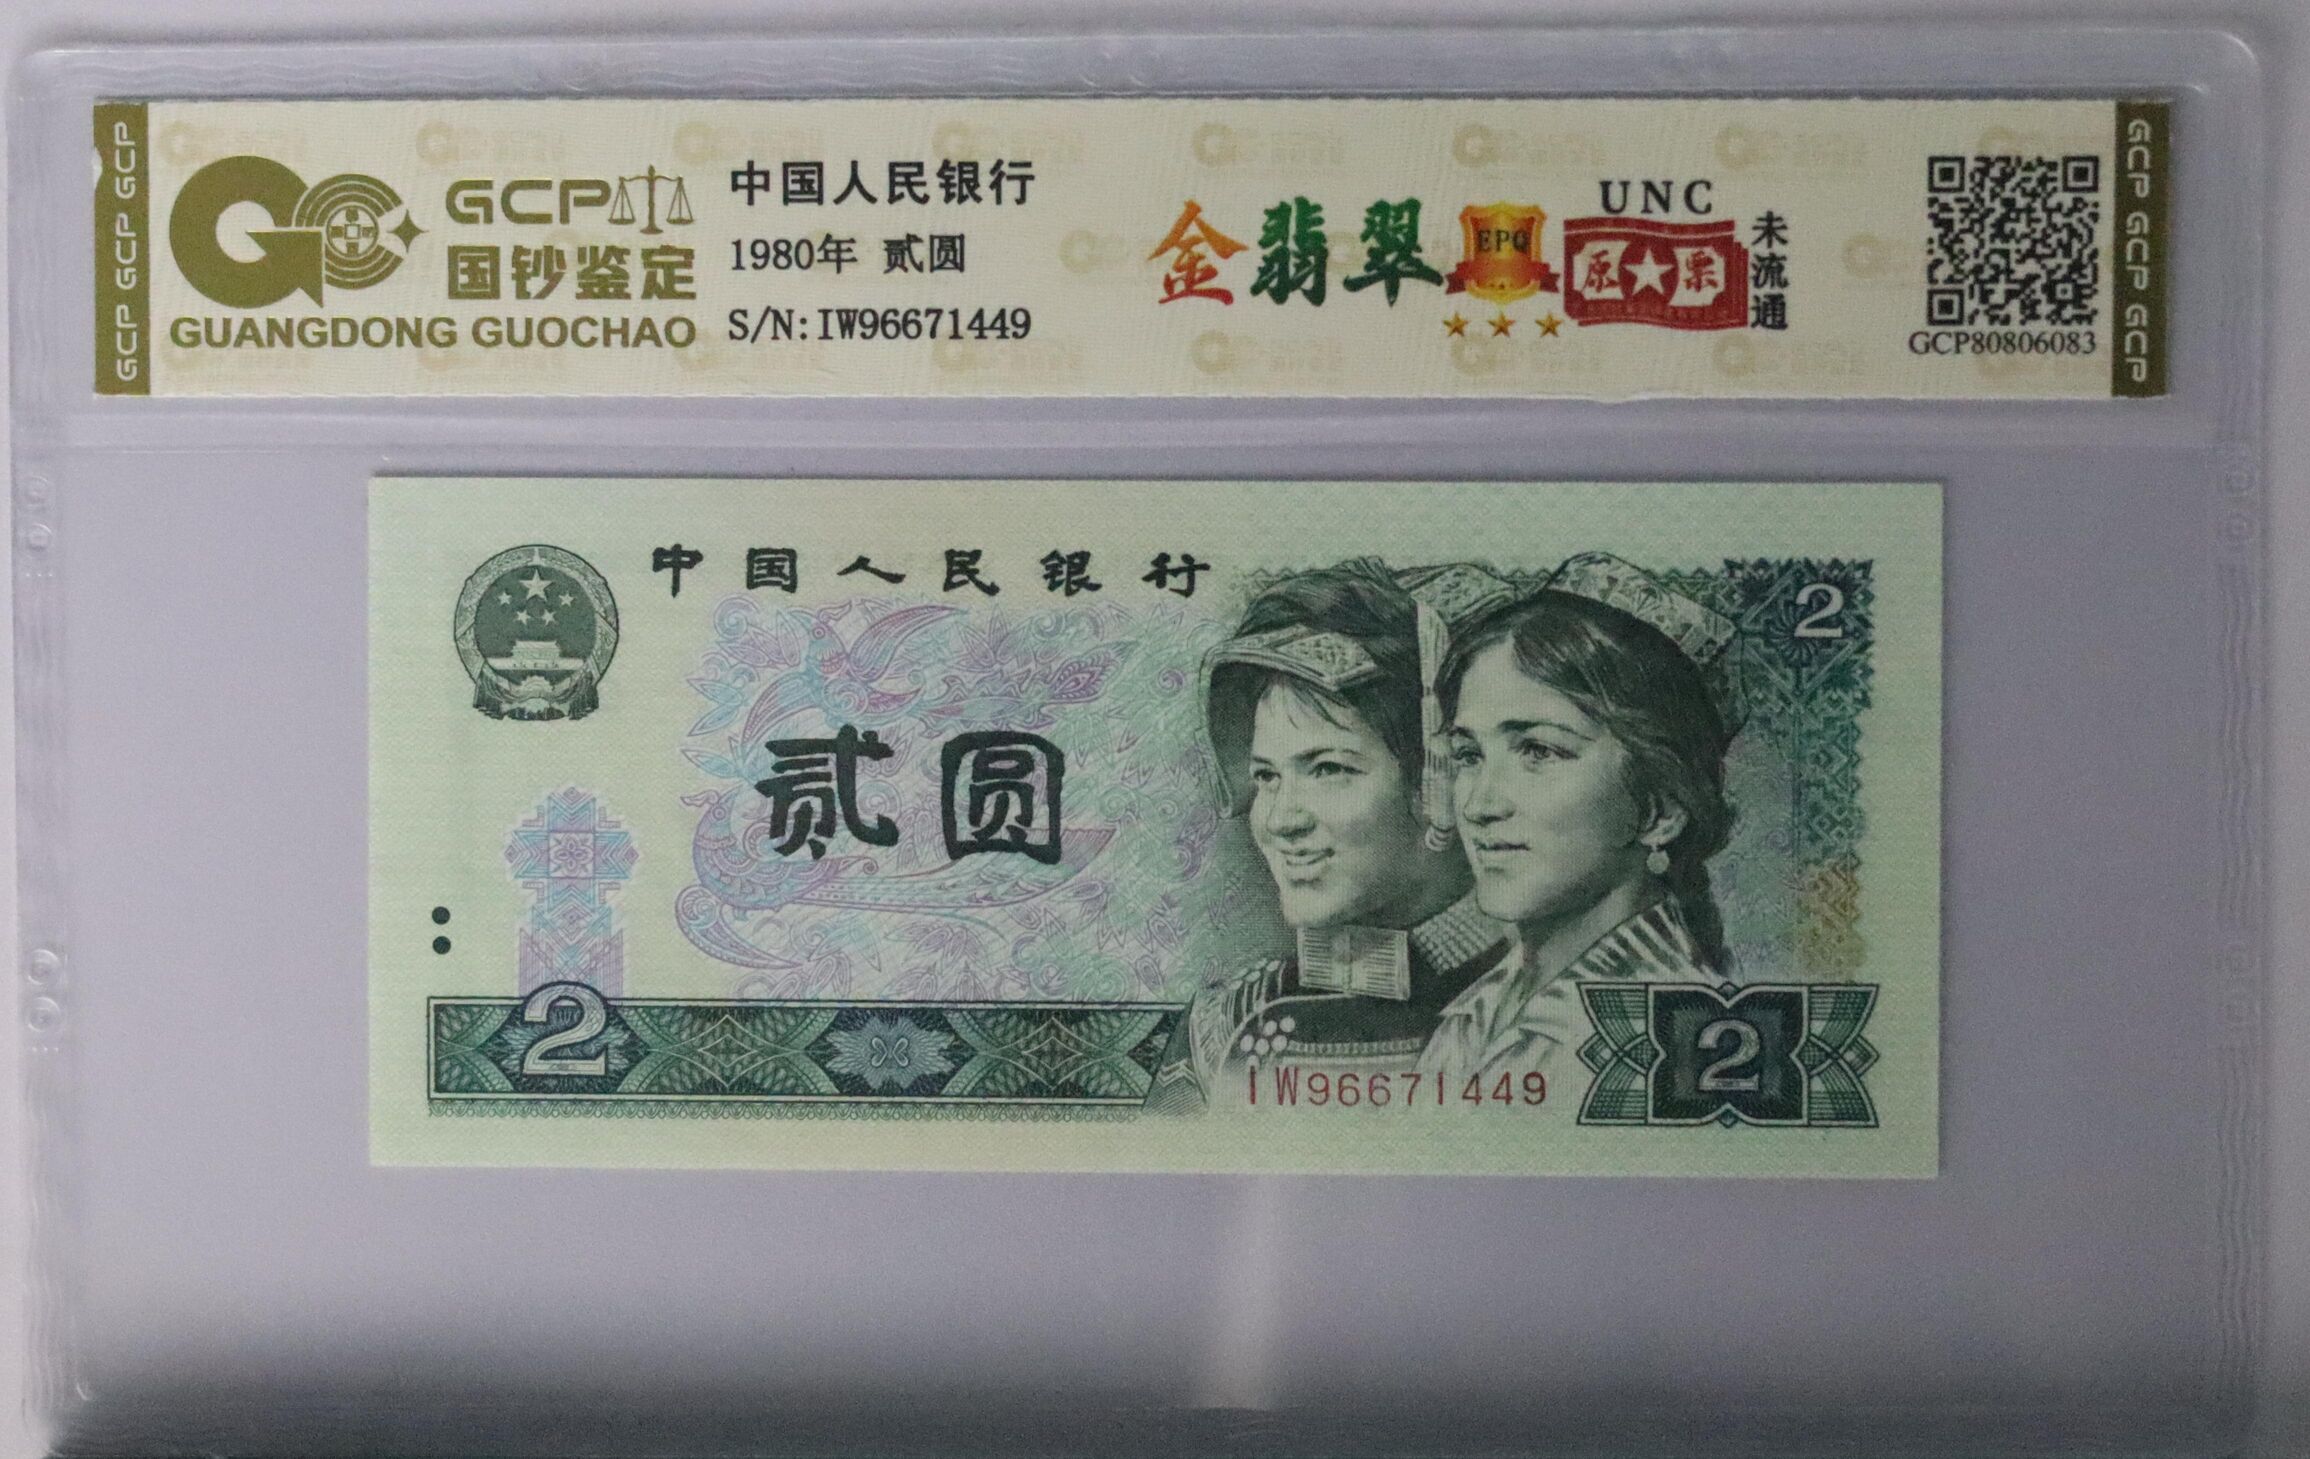 GCP GCP GCP
GCP
国钞鉴定
GUANGDONG GUOCHAO
中国人民银行
1980年 贰圆
S/N:IW96671449
金翡翠
EPQ
UNC
原票
未流通
GCP80806083
GCP GCP GCP
中国人民银行
2
贰圆
2
IW96671449
2